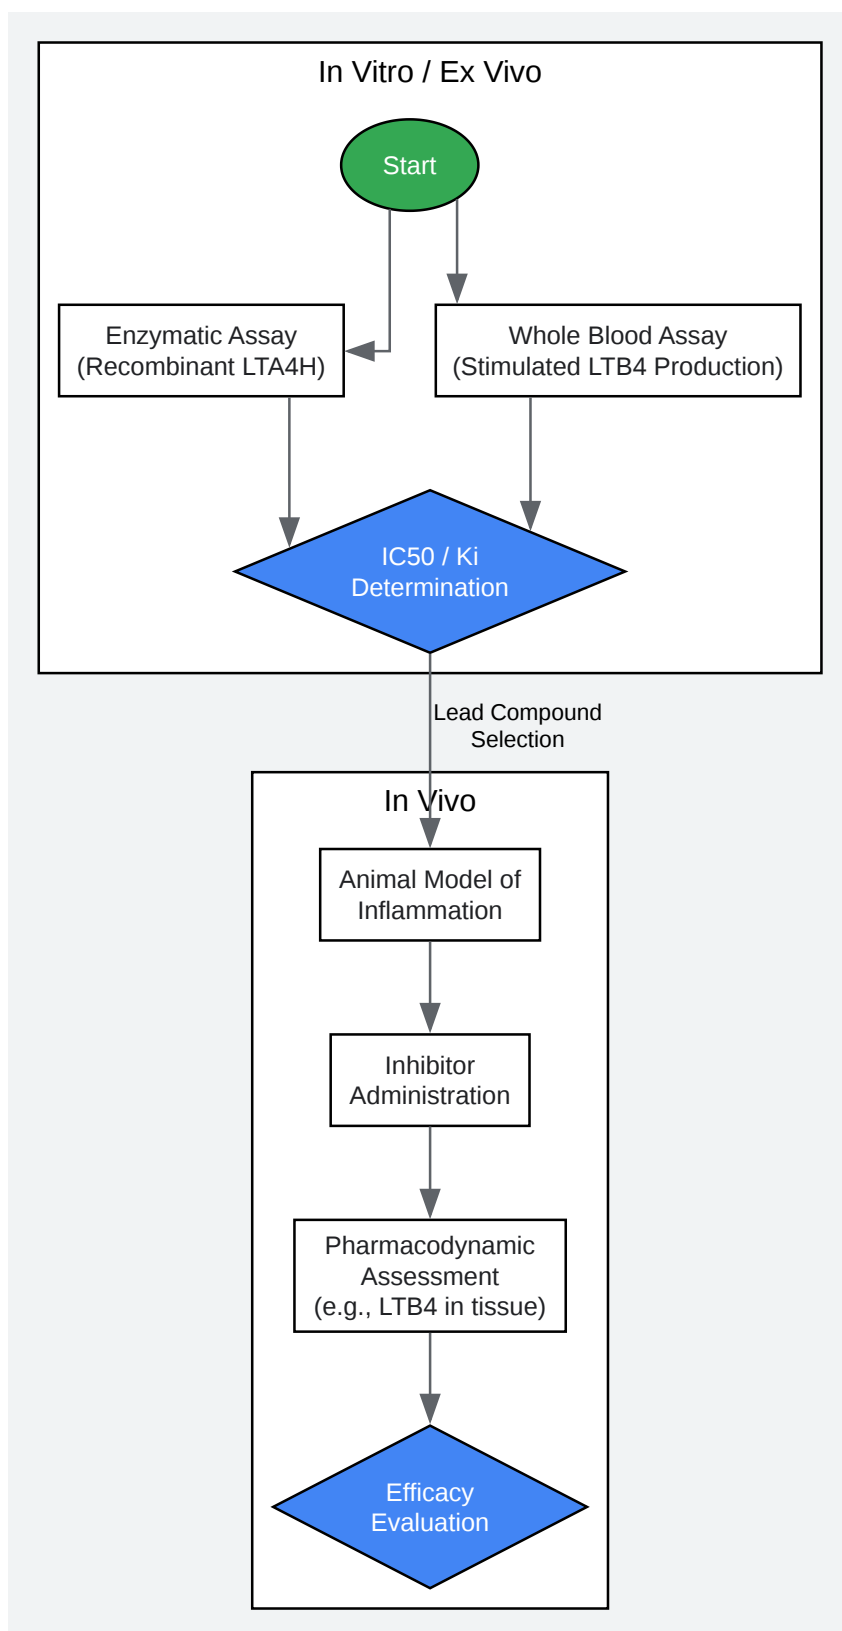 In Vitro / Ex Vivo
Start
Enzymatic Assay
(Recombinant LTA4H)
Whole Blood Assay
(Stimulated LTB4 Production)
IC50 / Ki
Determination
Lead Compound
Selection
In Vivo
Animal Model of
Inflammation
Inhibitor
Administration
Pharmacodynamic
Assessment
(e.g., LTB4 in tissue)
Efficacy
Evaluation